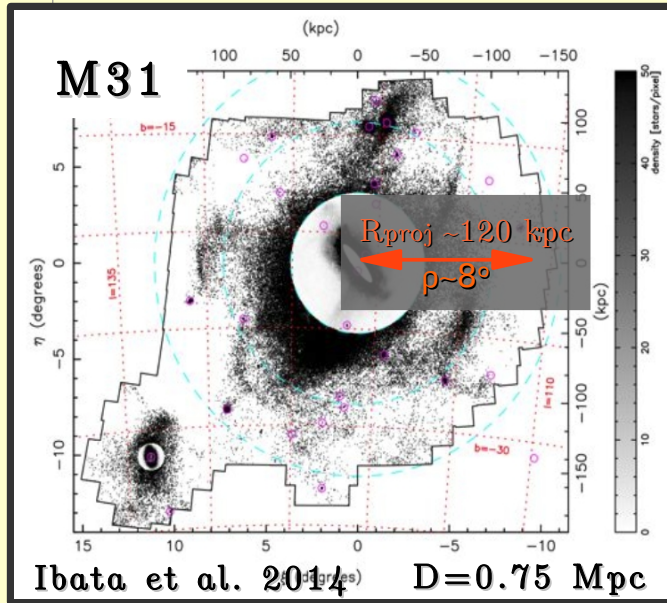 (kpc)
100 50 0 −50 −100 −150
M31
b=−15
l=135
l=110
b=−30
η (degrees)
5
0
−5
−10
100
50
0
−50
−100
−150
(kpc)
Rproj ~120 kpc
ρ~8°
density [stars/pixel]
50
40
30
20
10
0
15 10 5 0 −5 −10
(degrees)
Ibata et al. 2014 D=0.75 Mpc